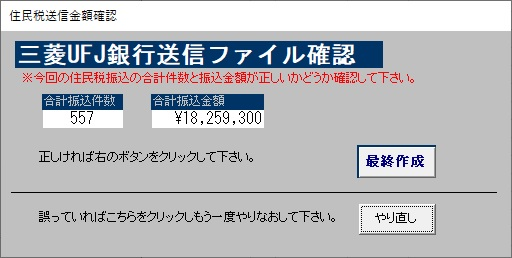 住民税送信金額確認
三菱UFJ銀行送信ファイル確認
※今回の住民税振込の合計件数と振込金額が正しいかどうか確認して下さい。
合計振込件数 合計振込金額
557 ¥18,259,300
正しければ右のボタンをクリックして下さい。 最終作成
誤っていればこちらをクリックしもう一度やりなおして下さい。 やり直し